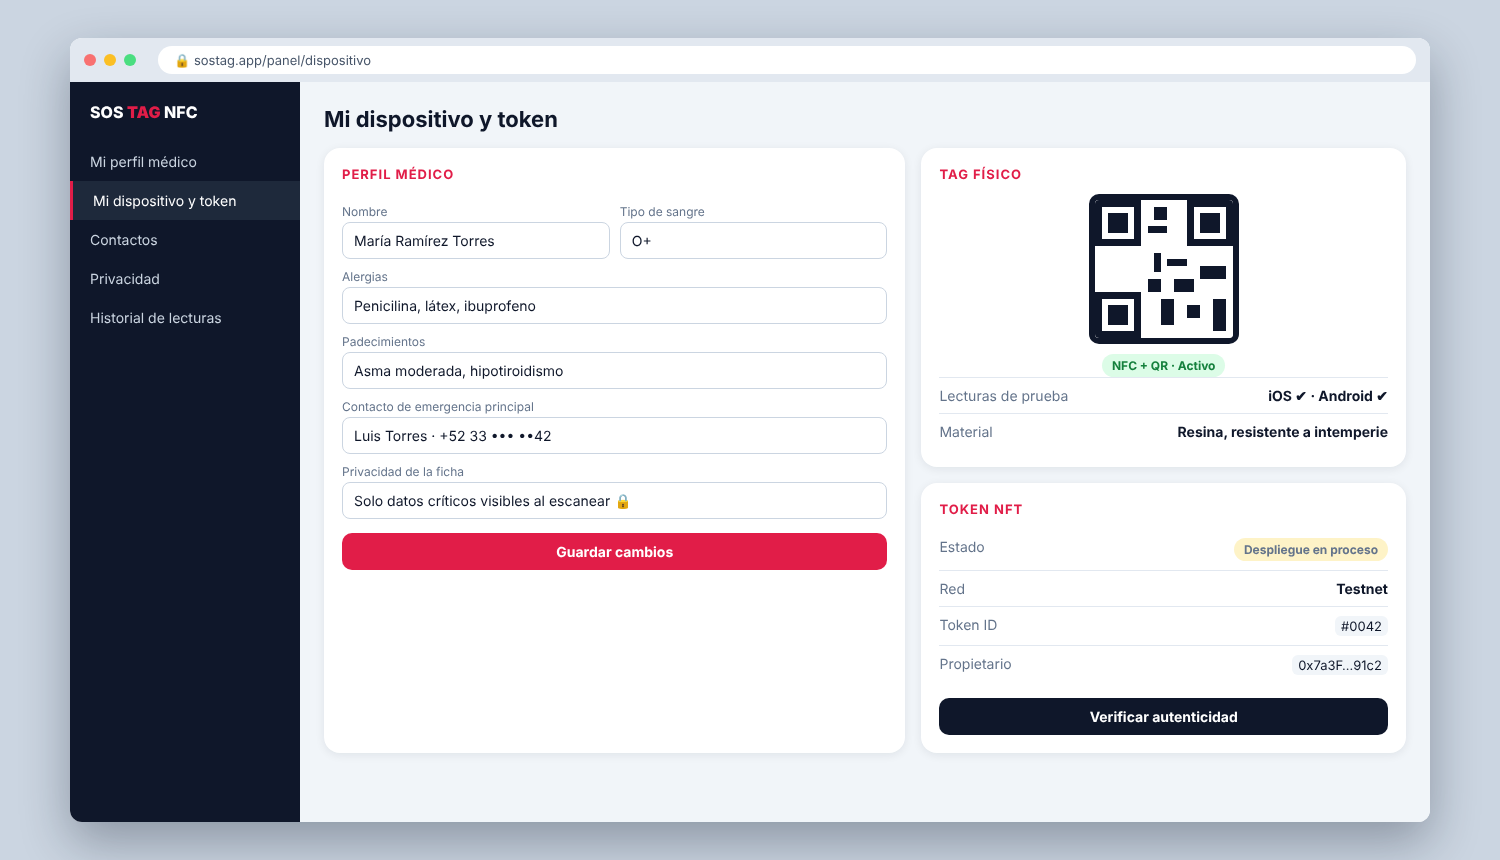 🔒 sostag.app/panel/dispositivo
SOS TAG NFC
Mi perfil médico
Mi dispositivo y token
Contactos
Privacidad
Historial de lecturas
Mi dispositivo y token
PERFIL MÉDICO
Nombre
María Ramírez Torres
Tipo de sangre
O+
Alergias
Penicilina, látex, ibuprofeno
Padecimientos
Asma moderada, hipotiroidismo
Contacto de emergencia principal
Luis Torres · +52 33 ••• ••42
Privacidad de la ficha
Solo datos críticos visibles al escanear 🔒
Guardar cambios
TAG FÍSICO
NFC + QR · Activo
Lecturas de prueba iOS ✔ · Android ✔
Material Resina, resistente a intemperie
TOKEN NFT
Estado Despliegue en proceso
Red Testnet
Token ID #0042
Propietario 0x7a3F…91c2
Verificar autenticidad